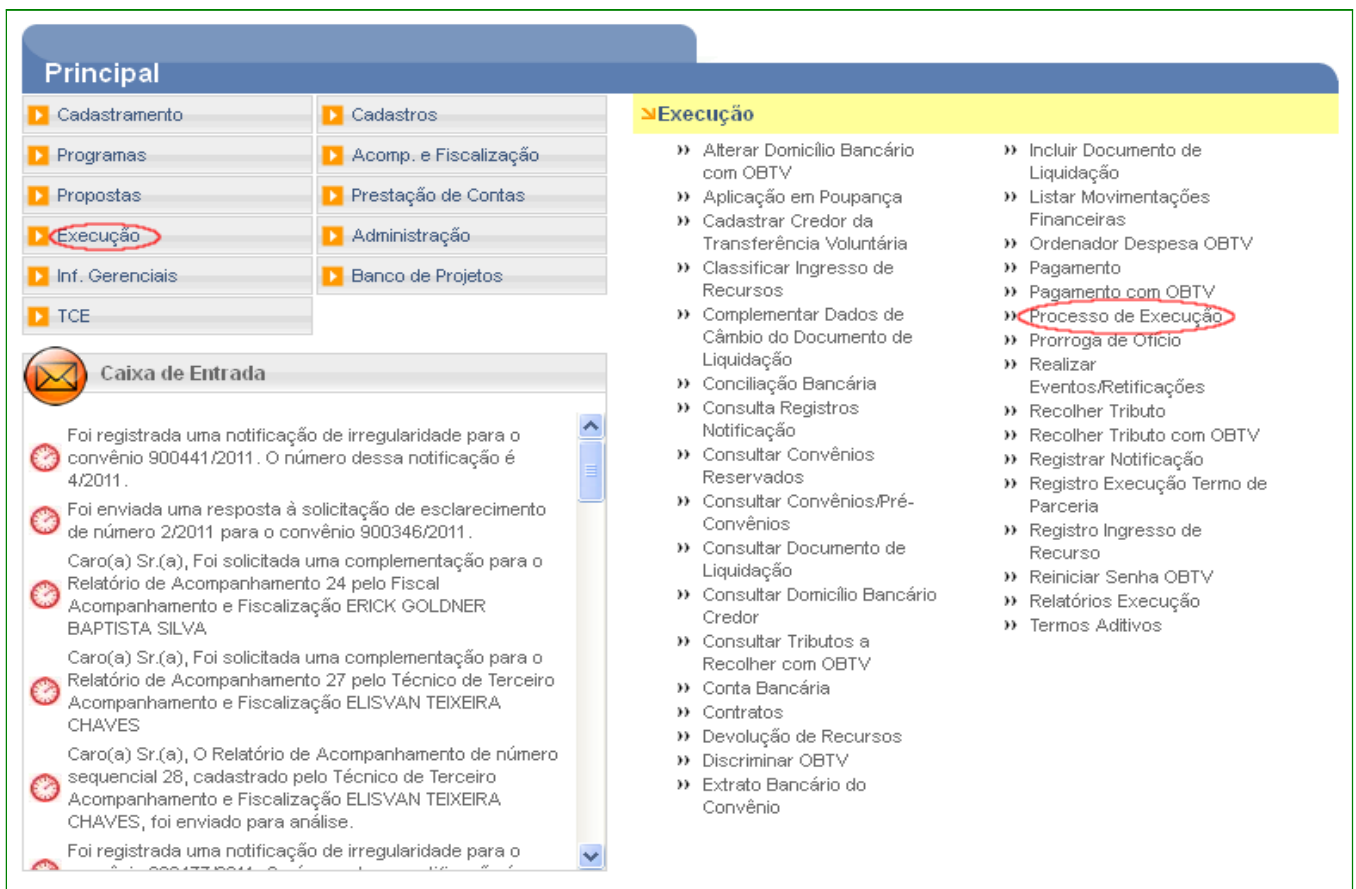 Principal
Cadastramento
Cadastros
Programas
Acomp. e Fiscalização
Propostas
Prestação de Contas
Execução
Administração
Inf. Gerenciais
Banco de Projetos
TCE
Caixa de Entrada
Foi registrada uma notificação de irregularidade para o
convênio 900441/2011. O número dessa notificação é
4/2011.
Foi enviada uma resposta à solicitação de esclarecimento
de número 2/2011 para o convênio 900346/2011.
Caro(a) Sr.(a), Foi solicitada uma complementação para o
Relatório de Acompanhamento 24 pelo Fiscal
Acompanhamento e Fiscalização ERICK GOLDNER
BAPTISTA SILVA
Caro(a) Sr.(a), Foi solicitada uma complementação para o
Relatório de Acompanhamento 27 pelo Técnico de Terceiro
Acompanhamento e Fiscalização ELISVAN TEIXEIRA
CHAVES
Caro(a) Sr.(a), O Relatório de Acompanhamento de número
sequencial 28, cadastrado pelo Técnico de Terceiro
Acompanhamento e Fiscalização ELISVAN TEIXEIRA
CHAVES, foi enviado para análise.
Foi registrada uma notificação de irregularidade para o
Execução
Alterar Domicílio Bancário
com OBTV
Aplicação em Poupança
Cadastrar Credor da
Transferência Voluntária
Classificar Ingresso de
Recursos
Complementar Dados de
Câmbio do Documento de
Liquidação
Conciliação Bancária
Consulta Registros
Notificação
Consultar Convênios
Reservados
Consultar Convênios/Pré-
Convênios
Consultar Documento de
Liquidação
Consultar Domicílio Bancário
Credor
Consultar Tributos a
Recolher com OBTV
Conta Bancária
Contratos
Devolução de Recursos
Discriminar OBTV
Extrato Bancário do
Convênio
Incluir Documento de
Liquidação
Listar Movimentações
Financeiras
Ordenador Despesa OBTV
Pagamento
Pagamento com OBTV
Processo de Execução
Prorroga de Ofício
Realizar
Eventos/Retificações
Recolher Tributo
Recolher Tributo com OBTV
Registrar Notificação
Registro Execução Termo de
Parceria
Registro Ingresso de
Recurso
Reiniciar Senha OBTV
Relatórios Execução
Termos Aditivos